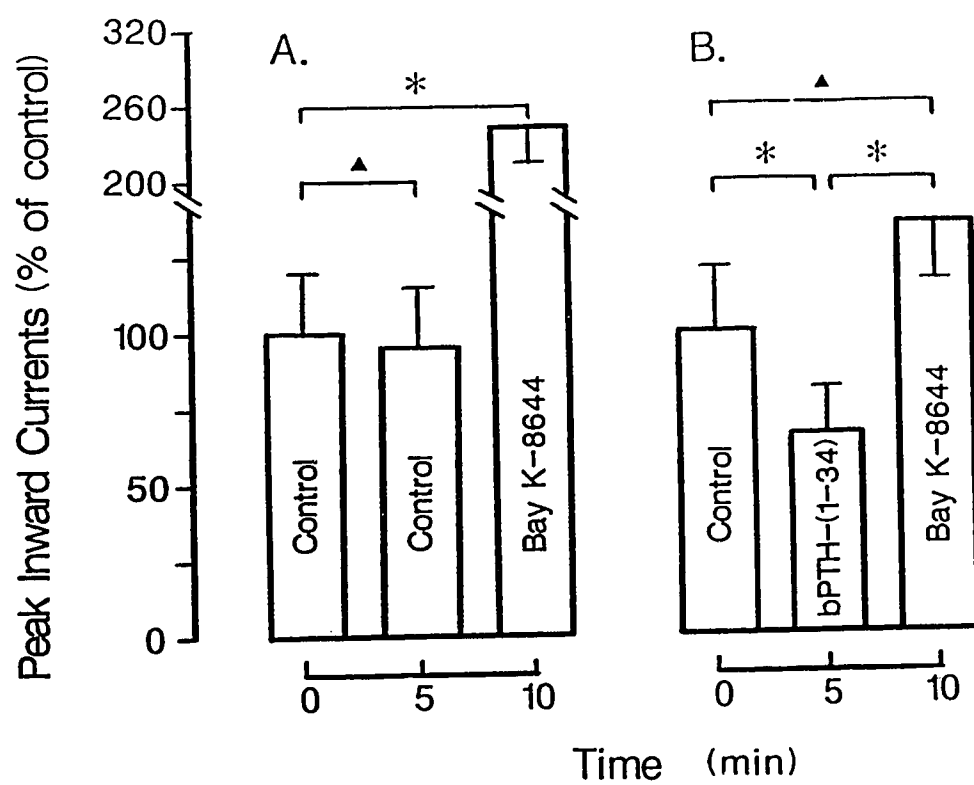 Peak Inward Currents (% of control)
320
260
200
100
50
0
A.
*
▲
Control
Control
Bay K-8644
0 5 10
B.
▲
* *
Control
bPTH-(1-34)
Bay K-8644
0 5 10
Time (min)